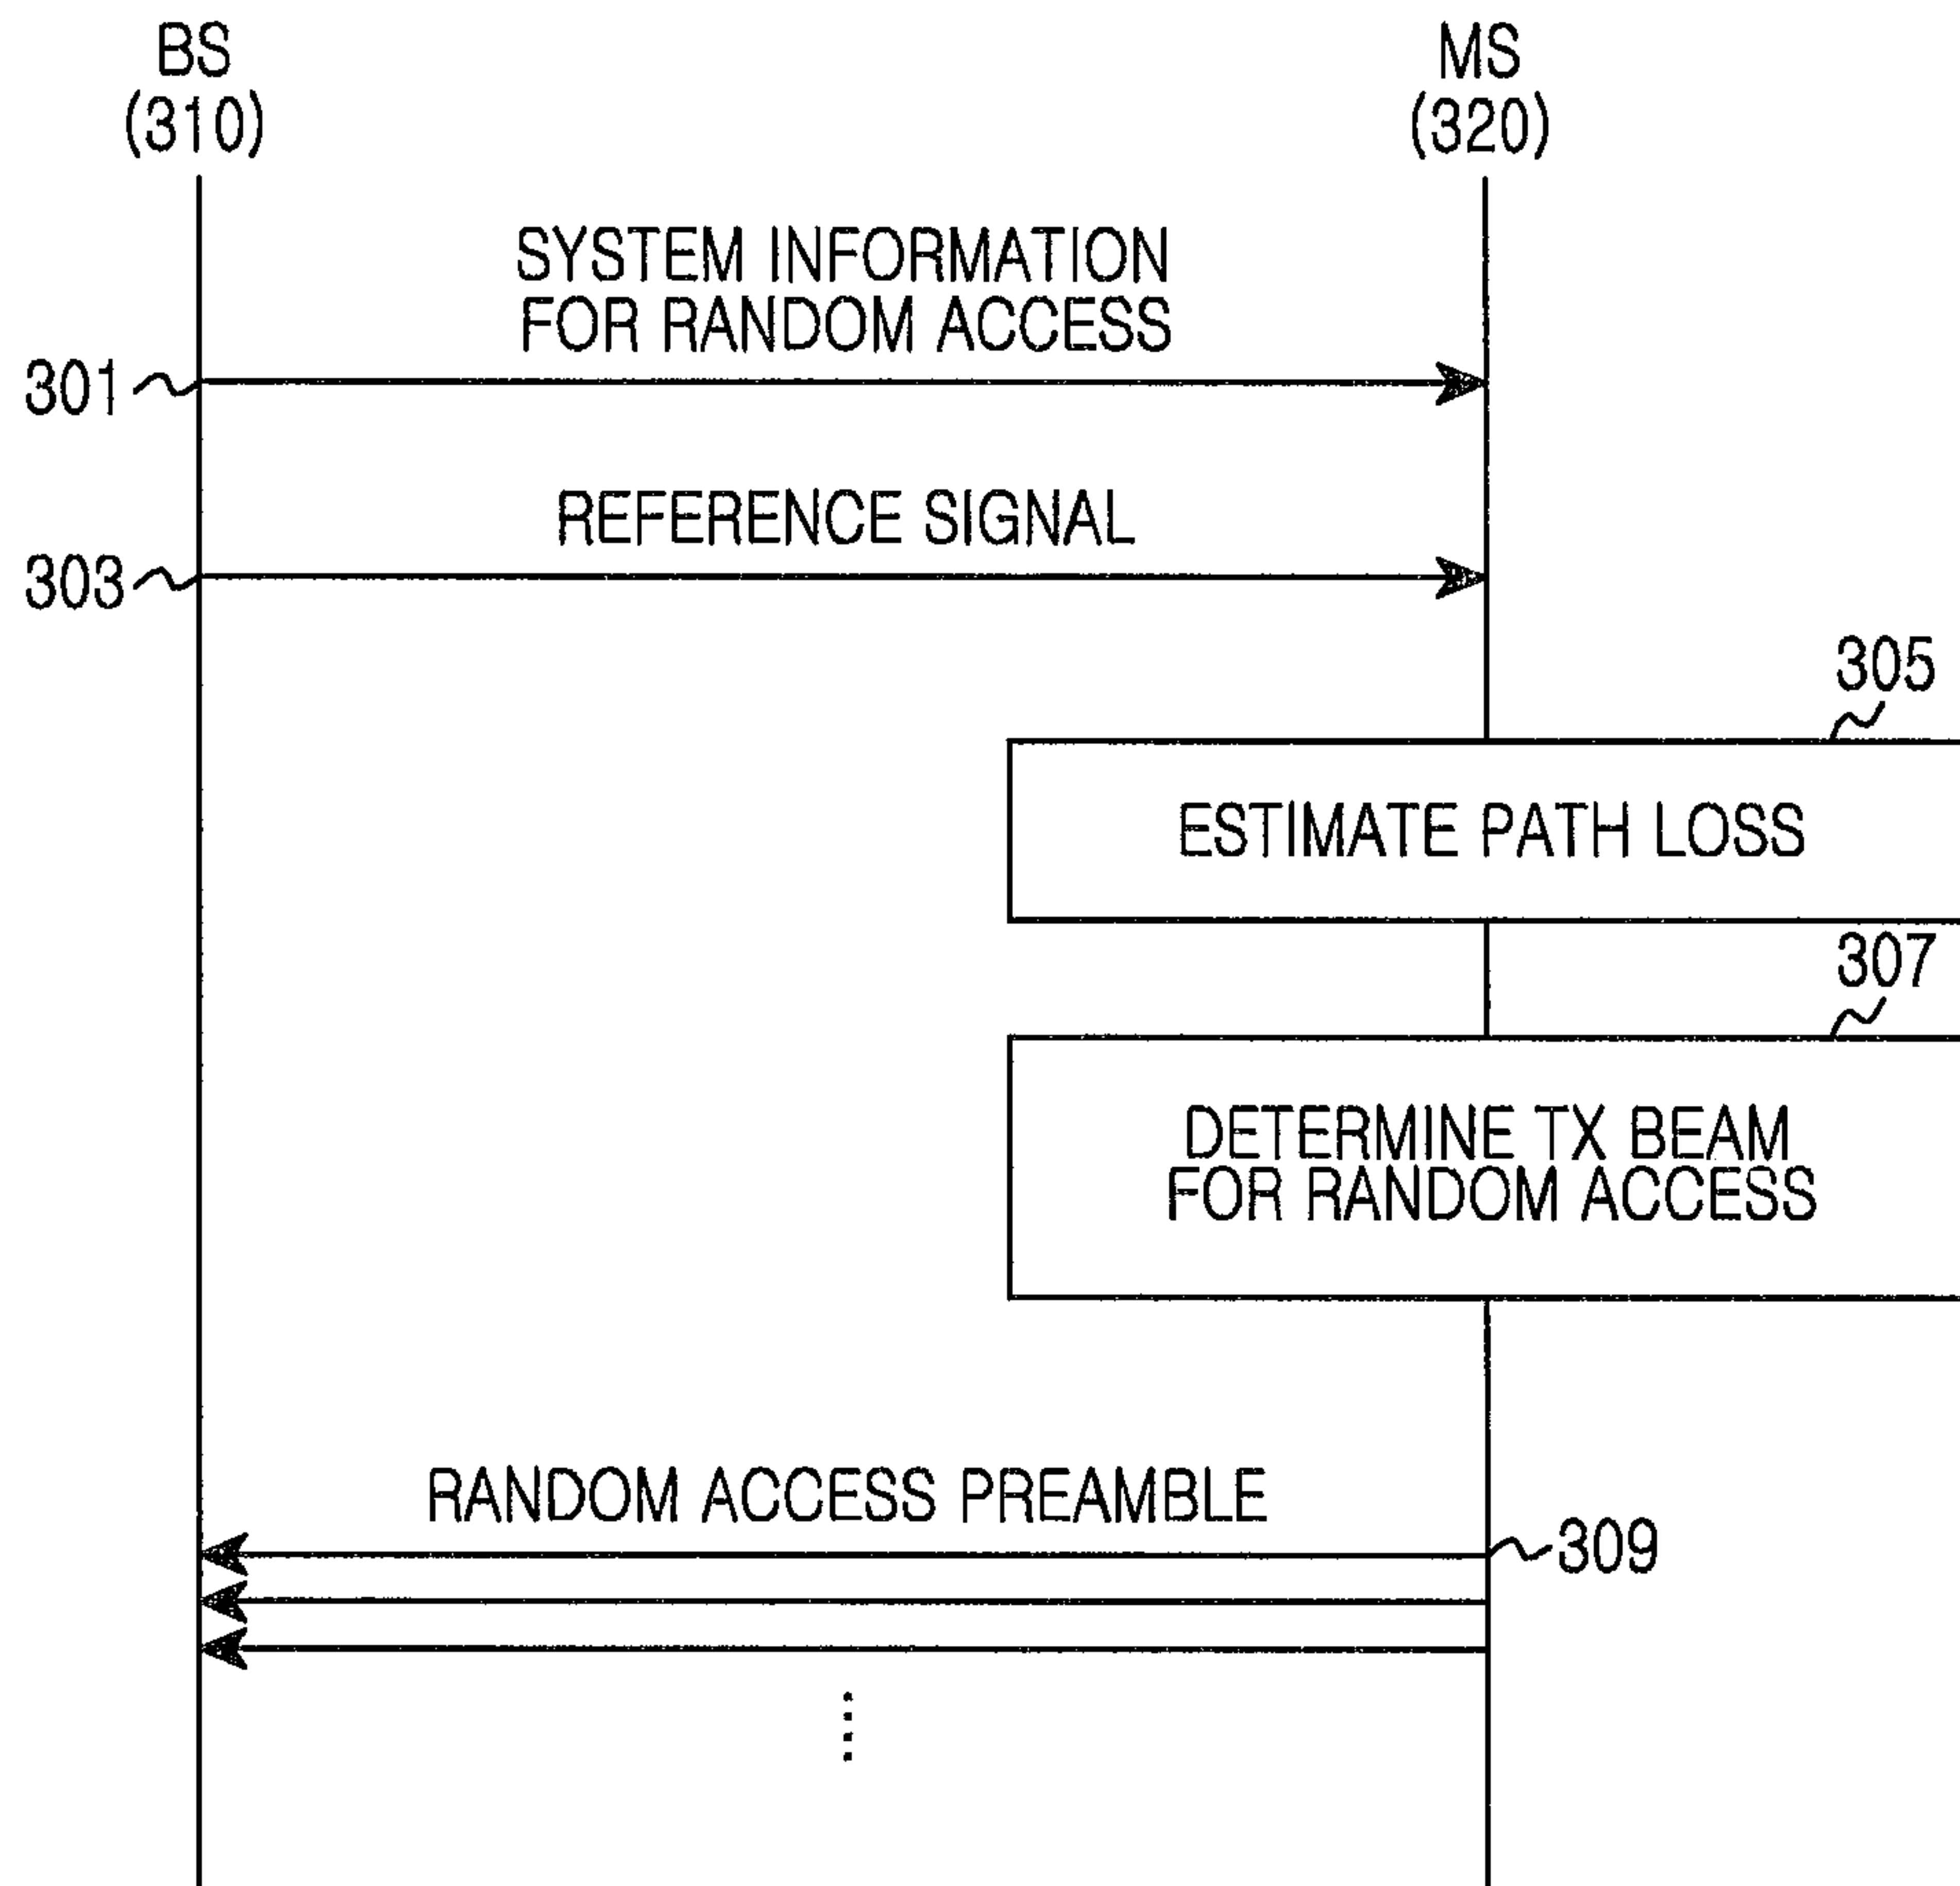 BS
(310)
MS
(320)
SYSTEM INFORMATION
FOR RANDOM ACCESS
301
REFERENCE SIGNAL
303
305
ESTIMATE PATH LOSS
307
DETERMINE TX BEAM
FOR RANDOM ACCESS
RANDOM ACCESS PREAMBLE
309